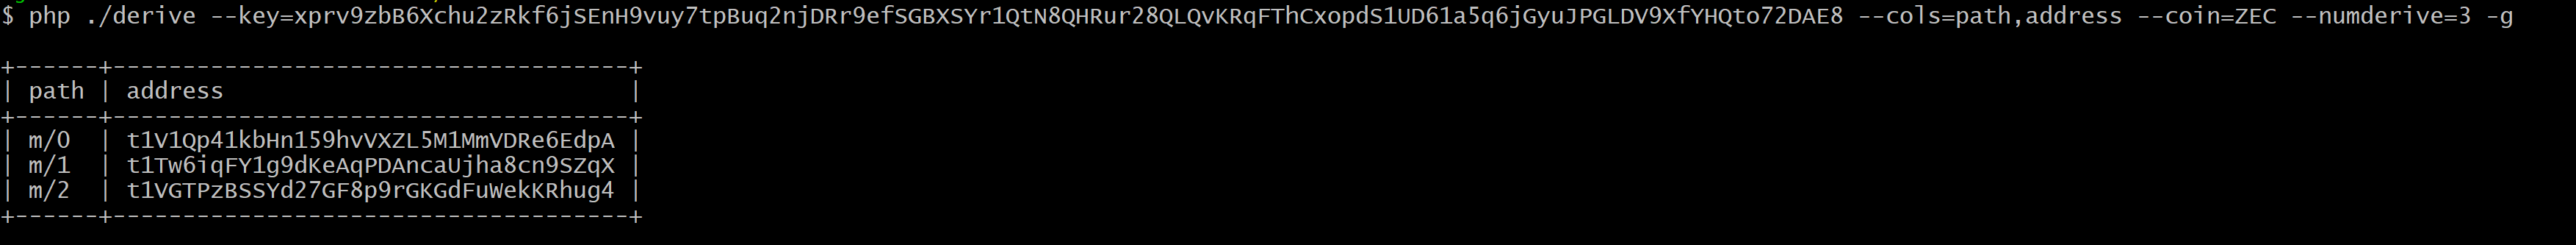 $ php ./derive --key=xprv9zbB6Xchu2zRkf6jSEnH9vuy7tpBuq2njDRr9efSGBXSYr1QtN8QHRur28QLQvKRqFThCxopdS1UD61a5q6jGyuJPGLDV9XfYHQto72DAE8 --cols=path,address --coin=ZEC --numderive=3 -g
+------+-------------------------------------+
| path | address                             |
+------+-------------------------------------+
| m/0  | t1V1Qp41kbHn159hvVXZL5M1MmVDRe6EdpA |
| m/1  | t1Tw6iqFY1g9dKeAqPDAncaUjha8cn9SZqX |
| m/2  | t1VGTPzBSSYd27GF8p9rGKGdFuWekKRhug4 |
+------+-------------------------------------+